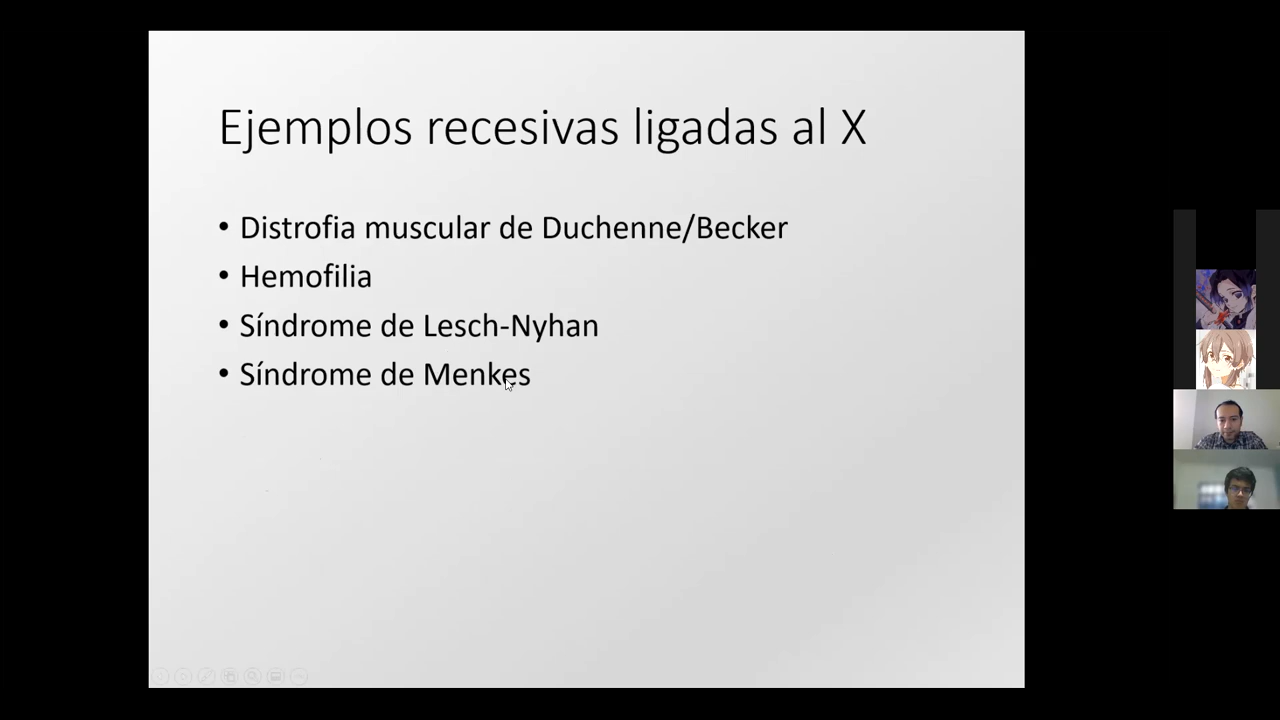 Ejemplos recesivas ligadas al X
• Distrofia muscular de Duchenne/Becker
• Hemofilia
• Síndrome de Lesch-Nyhan
• Síndrome de Menkes